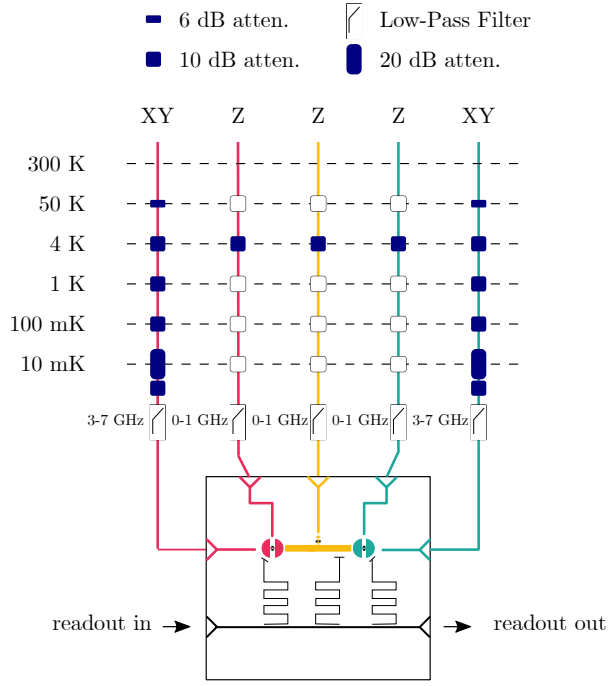 6 dB atten. Low-Pass Filter
10 dB atten. 20 dB atten.
XY Z Z Z XY
300 K
50 K
4 K
1 K
100 mK
10 mK
3-7 GHz 0-1 GHz 0-1 GHz 0-1 GHz 3-7 GHz
readout in readout out